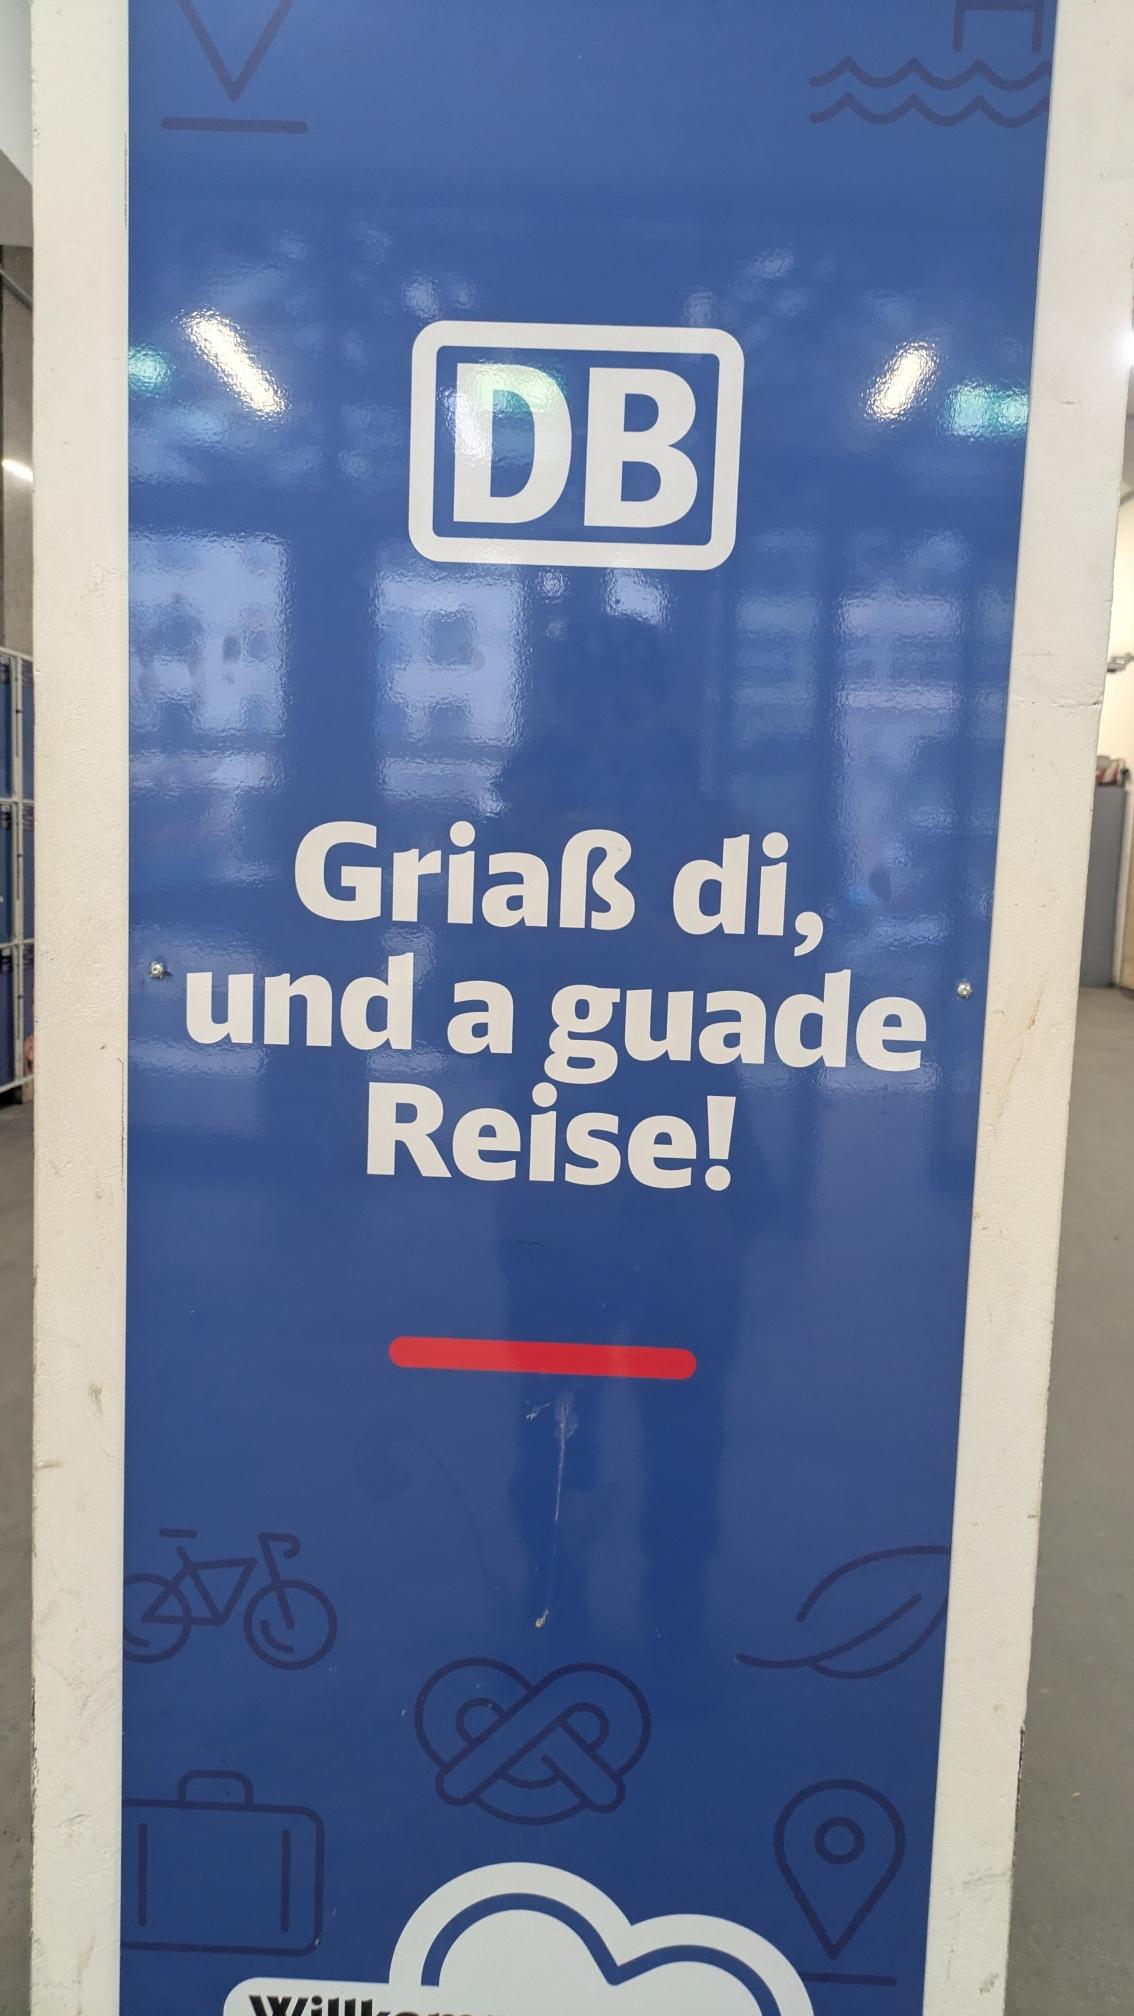 DB
Griaß di,
und a guade
Reise!